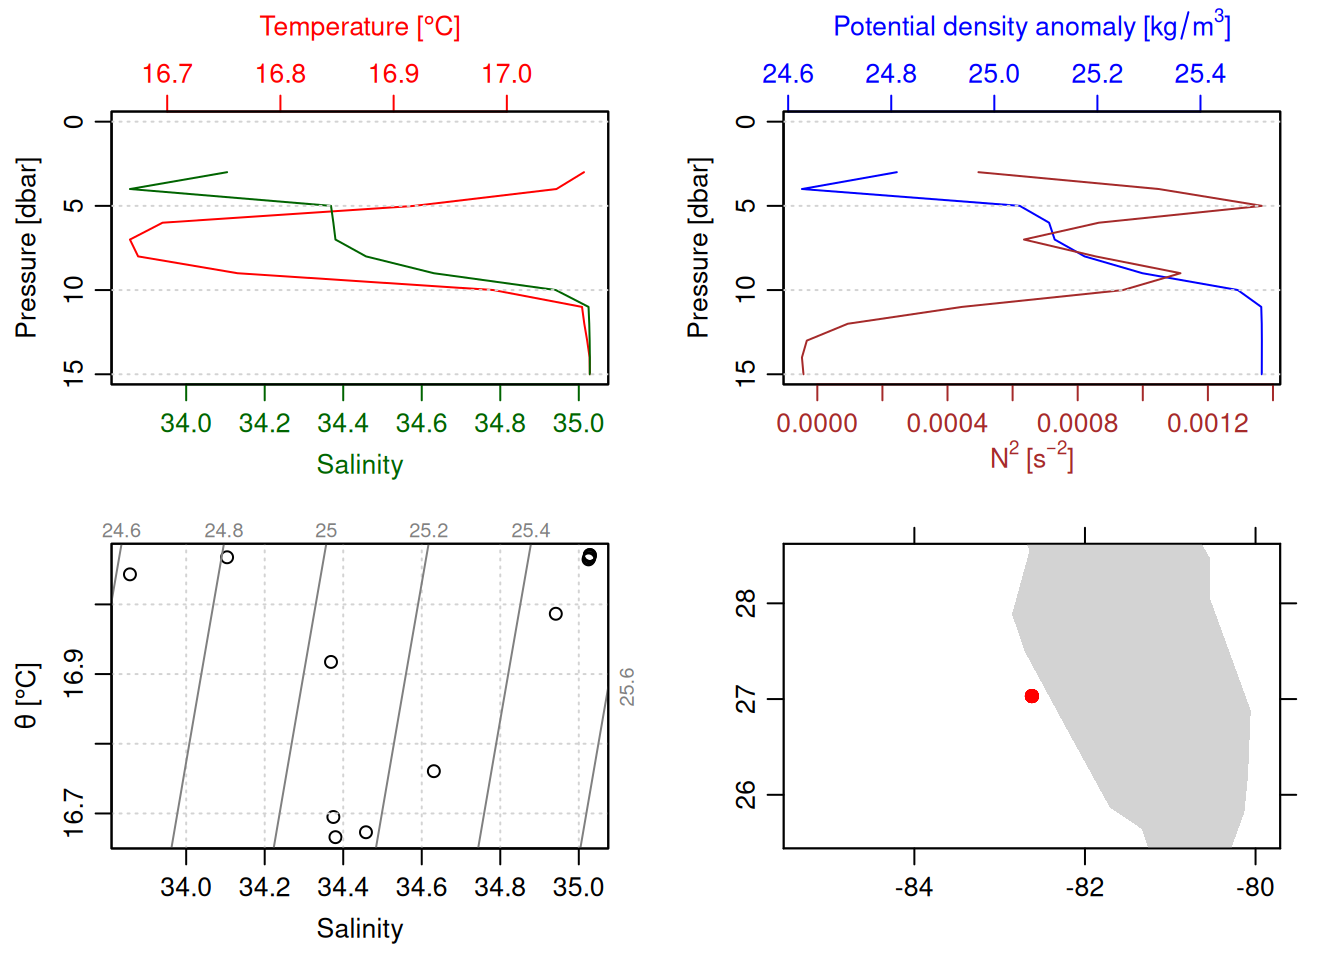 Temperature [°C]
16.7 16.8 16.9 17.0
0
5
10
15
Pressure [dbar]
34.0 34.2 34.4 34.6 34.8 35.0
Salinity
Potential density anomaly [kg/m³]
24.6 24.8 25.0 25.2 25.4
0
5
10
15
Pressure [dbar]
0.0000 0.0004 0.0008 0.0012
N² [s⁻²]
24.6 24.8 25 25.2 25.4
25.6
16.9
16.7
θ [°C]
34.0 34.2 34.4 34.6 34.8 35.0
Salinity
28
27
26
-84 -82 -80